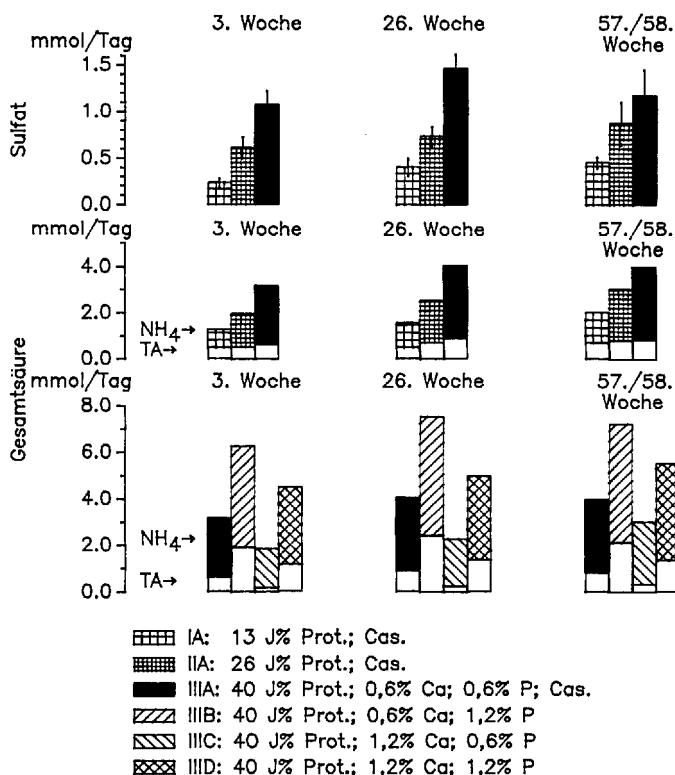 3. Woche 26. Woche 57./58. Woche
mmol/Tag
Sulfat
1.5
1.0
0.5
0.0
mmol/Tag 3. Woche 26. Woche 57./58. Woche
4.0
2.0
NH₄→
TA→
0.0
mmol/Tag 3. Woche 26. Woche 57./58. Woche
Gesamtsäure
8.0
6.0
4.0
NH₄→
2.0
TA→
0.0
IA: 13 J% Prot.; Cas.
IIA: 26 J% Prot.; Cas.
IIIA: 40 J% Prot.; 0,6% Ca; 0,6% P; Cas.
IIIB: 40 J% Prot.; 0,6% Ca; 1,2% P
IIIC: 40 J% Prot.; 1,2% Ca; 0,6% P
IIID: 40 J% Prot.; 1,2% Ca; 1,2% P